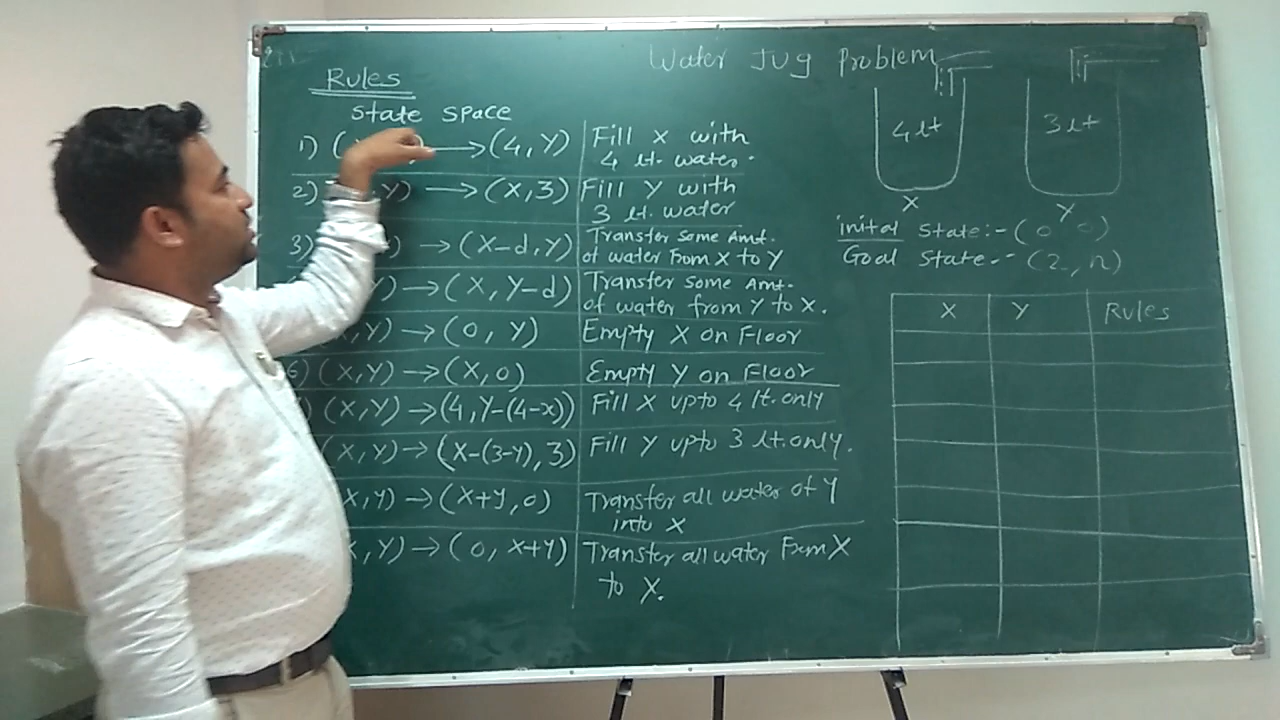 Water Jug Problem
Rules
State Space
1) ( → (4, Y) Fill X with
4 lt. water.
2) , Y) → (X, 3) Fill Y with
3 lt. water
3) ) → (X-d, Y) Transfer Some Amt.
of water From X to Y
Y) → (X, Y-d) Transfer some Amt.
of water from Y to X.
X, Y) → (0, Y) Empty X on Floor
6) (X, Y) → (X, 0) Empty Y on Floor
) (X, Y) → (4, Y-(4-x)) Fill X upto 4 lt. only
(X, Y) → (X-(3-Y), 3) Fill Y upto 3 lt. only.
X, Y) → (X+Y, 0) Transfer all water of Y
into X
X, Y) → (0, X+Y) Transfer all water From X
to X.
4 lt 3 lt
X Y
initial State:- (0 0)
Goal State:- (2, n)
X Y Rules